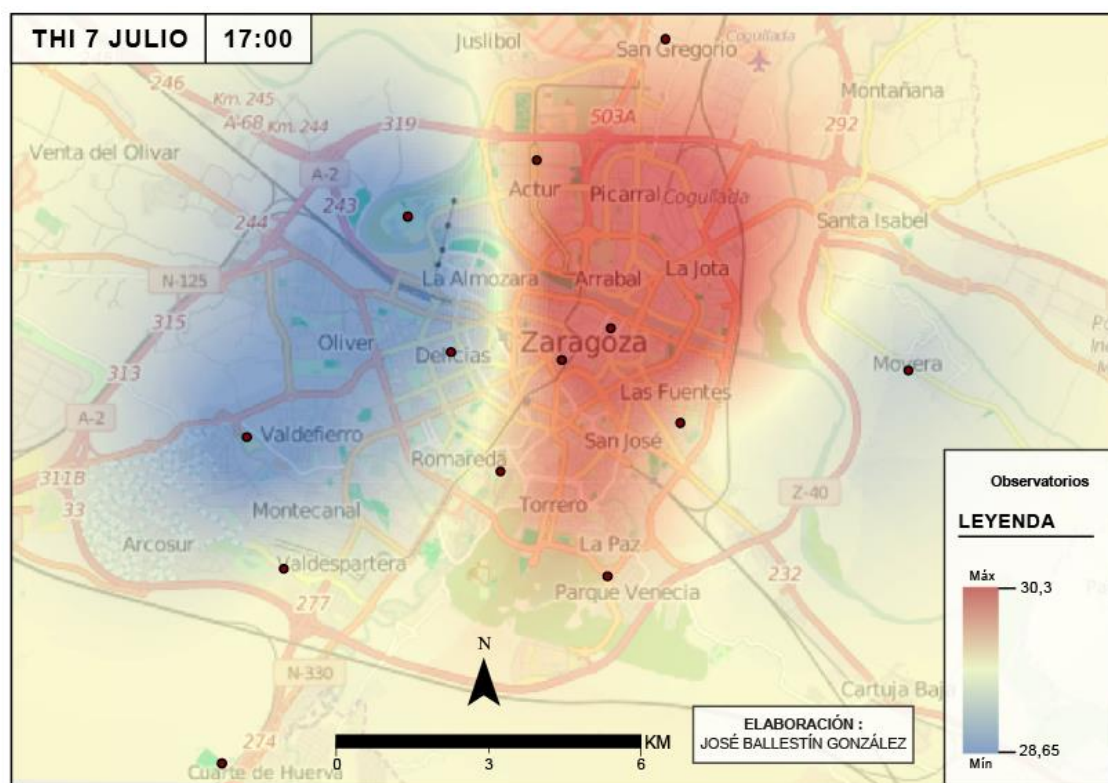 THI 7 JULIO 17:00
Juslibol
San Gregorio
Cogullada
246
Km. 245
A-68 Km. 244
319
503A
292
Montañana
Venta del Olivar
A-2
Actur
Picarral
Cogullada
243
244
Santa Isabel
N-125
La Almozara
Arrabal
La Jota
315
Oliver
Delicias
Zaragoza
Movera
313
Las Fuentes
A-2
Valdefierro
San José
Romareda
311B
33
Z-40
Montecanal
Torrero
Arcosur
La Paz
Valdespartera
232
Parque Venecia
277
N-330
Cartuja Baja
274
Cuarte de Huerva
Observatorios
LEYENDA
Máx
30,3
28,65
Mín
N
KM
0 3 6
ELABORACIÓN :
JOSÉ BALLESTÍN GONZÁLEZ